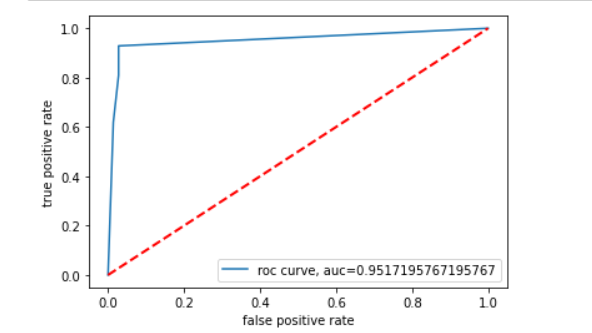 1.0
0.8
0.6
0.4
0.2
0.0
true positive rate
roc curve, auc=0.9517195767195767
0.0 0.2 0.4 0.6 0.8 1.0
false positive rate